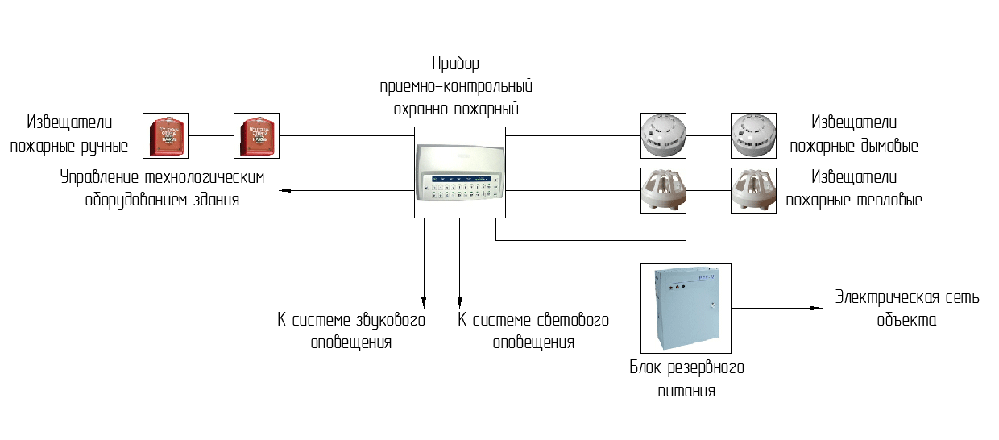 Прибор
приемно-контрольный
охранно пожарный
Извещатели
пожарные ручные
Извещатели
пожарные дымовые
Управление технологическим
оборудованием здания
Извещатели
пожарные тепловые
К системе звукового
оповещения
К системе светового
оповещения
Электрическая сеть
объекта
Блок резервного
питания